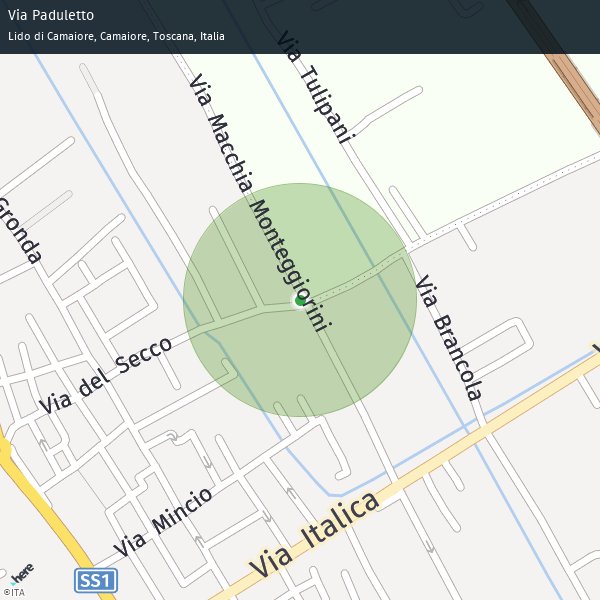 Via Paduletto
Lido di Camaiore, Camaiore, Toscana, Italia
Via Tulipani
Via Macchia Monteggiorini
Gronda
Via Brancola
Via del Secco
Via Mincio
Via Italica
SS1
here
©ITA